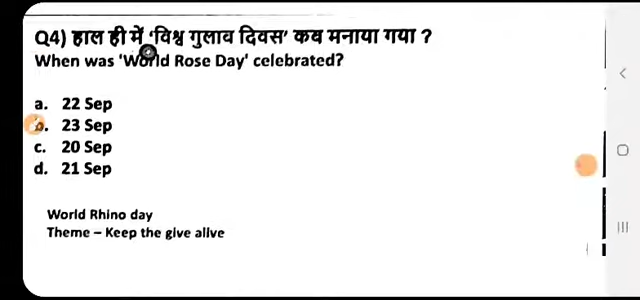 Q4) हाल ही में ‘विश्व गुलाव दिवस’ कब मनाया गया ?
When was 'World Rose Day' celebrated?
a. 22 Sep
b. 23 Sep
c. 20 Sep
d. 21 Sep
World Rhino day
Theme – Keep the give alive